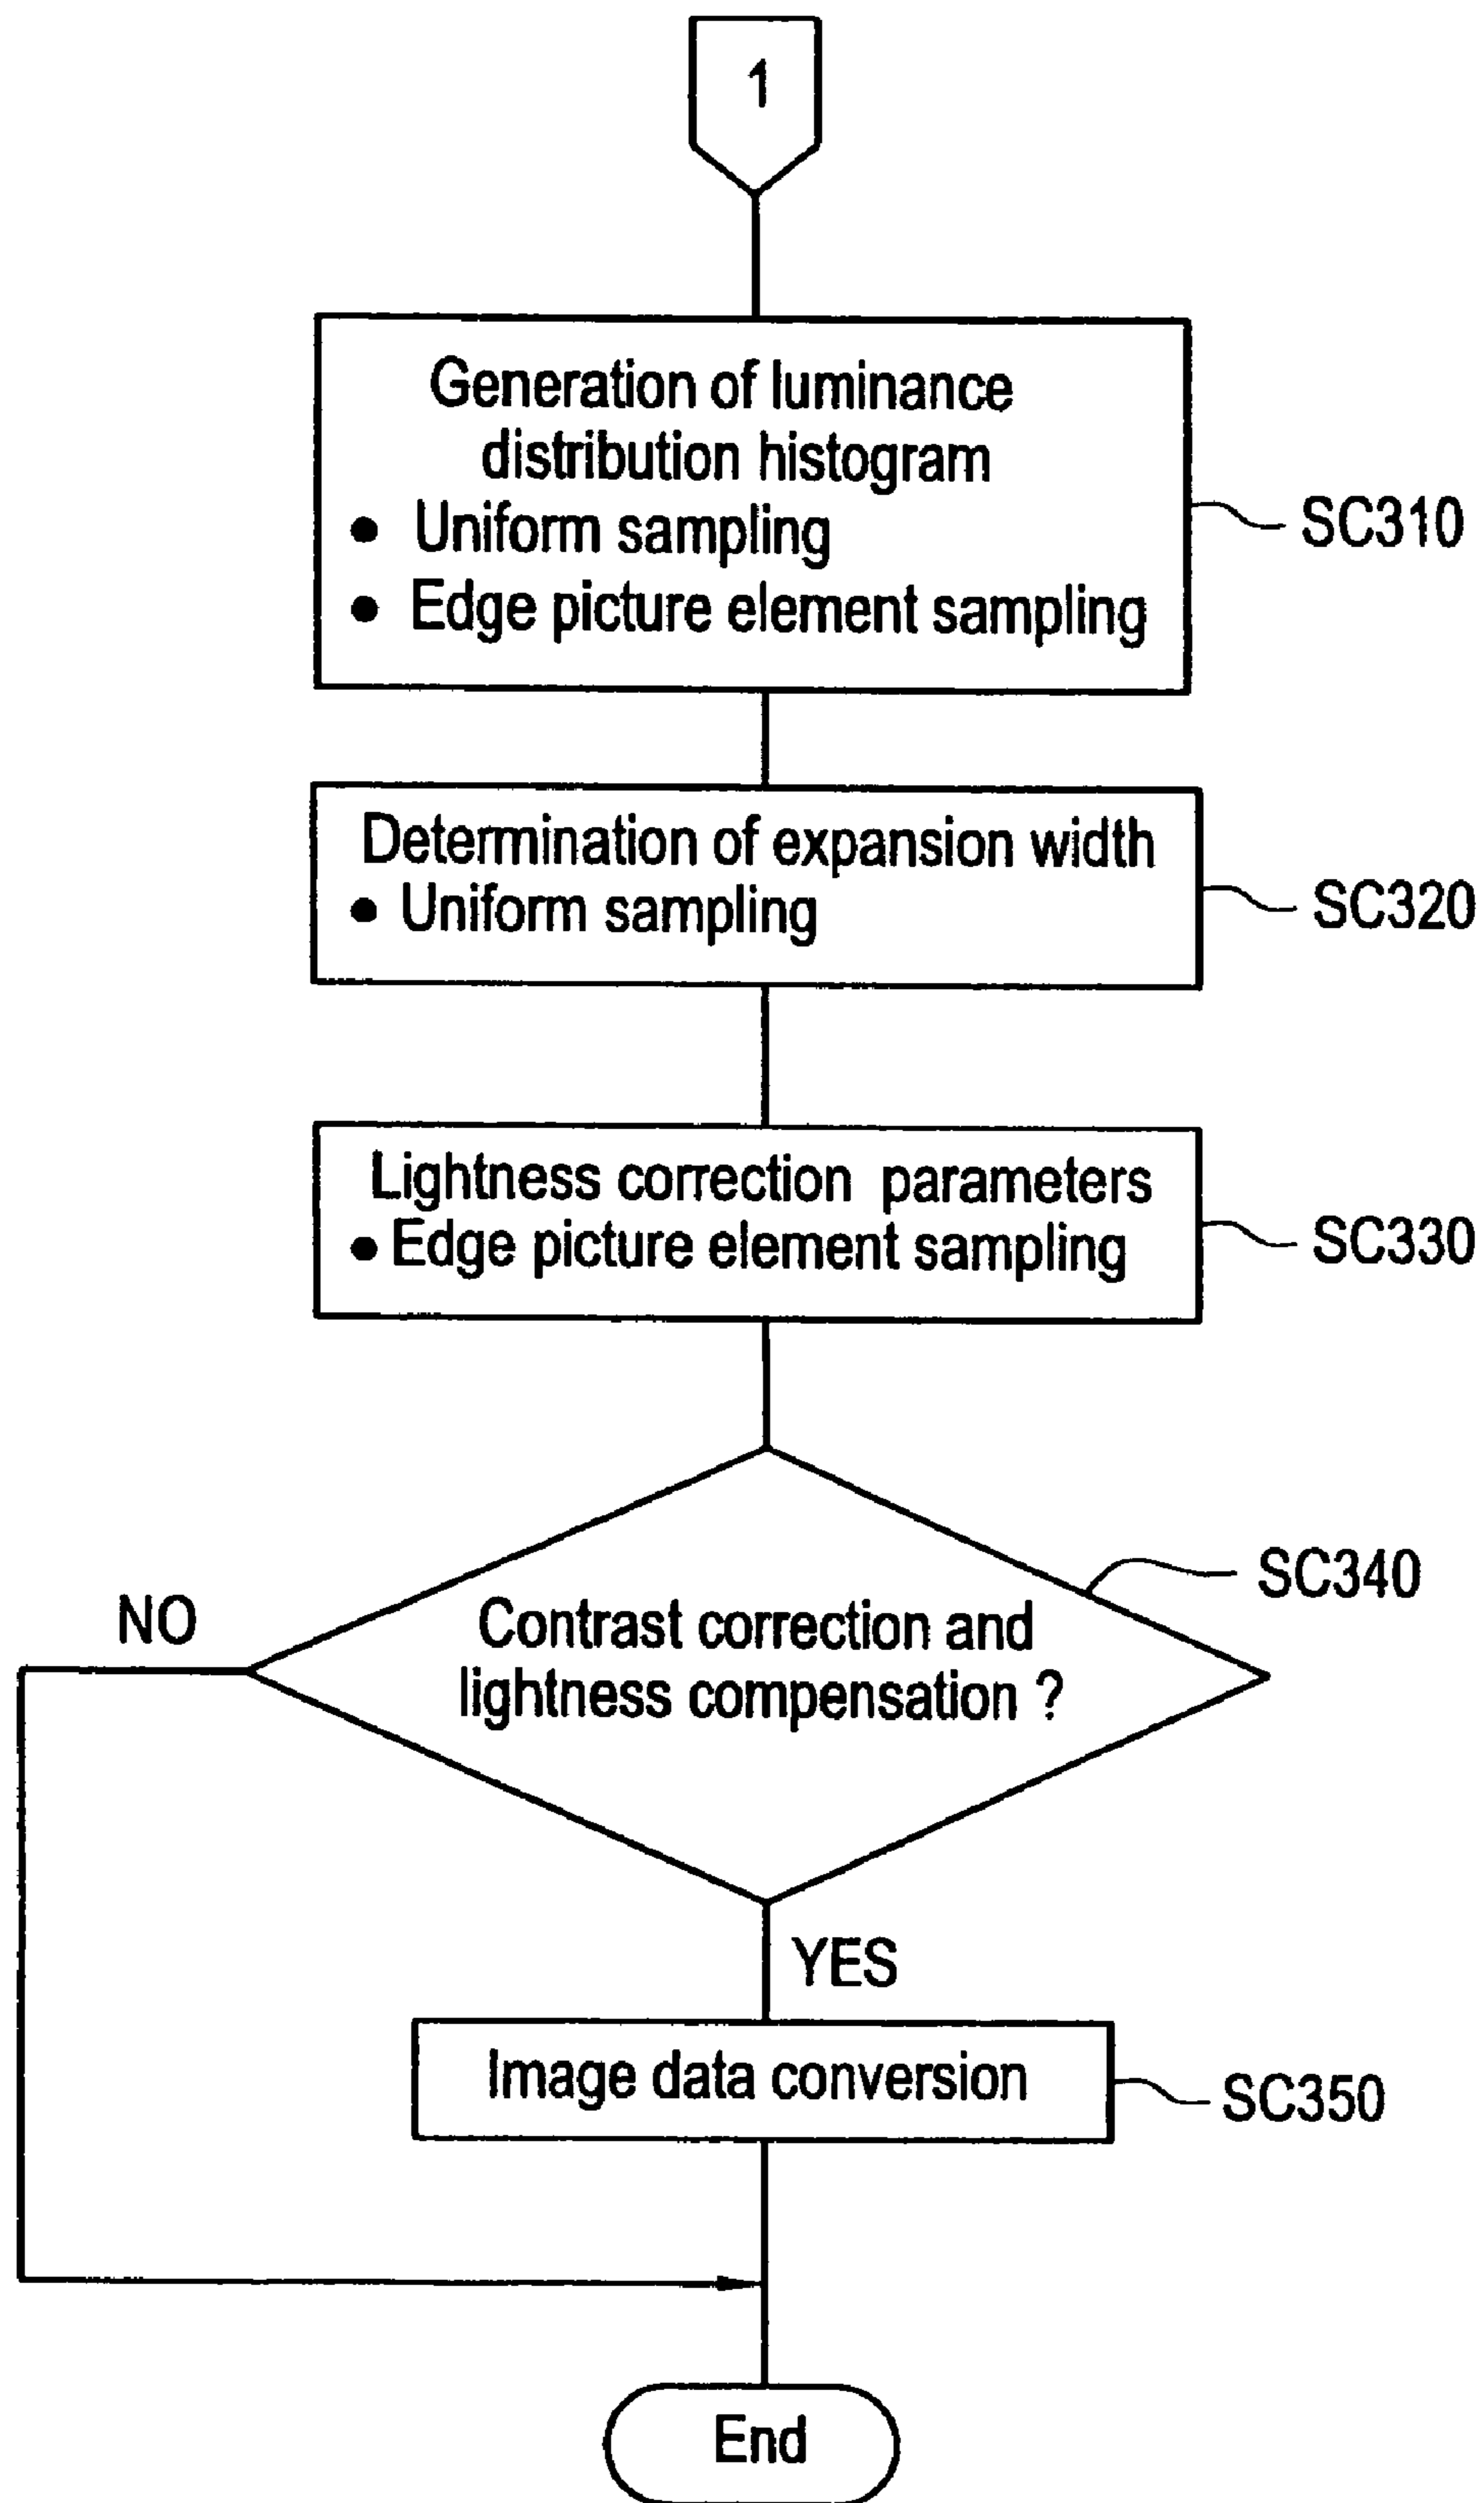 1
Generation of luminance
distribution histogram
● Uniform sampling
● Edge picture element sampling
SC310
Determination of expansion width
● Uniform sampling
SC320
Lightness correction parameters
● Edge picture element sampling
SC330
SC340
NO
Contrast correction and
lightness compensation ?
YES
Image data conversion
SC350
End